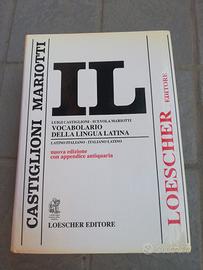 CASTIGLIONI MARIOTTI
IL
LUIGI CASTIGLIONI - SCEVOLA MARIOTTI
VOCABOLARIO
DELLA LINGUA LATINA
LATINO-ITALIANO - ITALIANO-LATINO
nuova edizione
con appendice antiquaria
LOESCHER EDITORE
LOESCHER EDITORE
subito